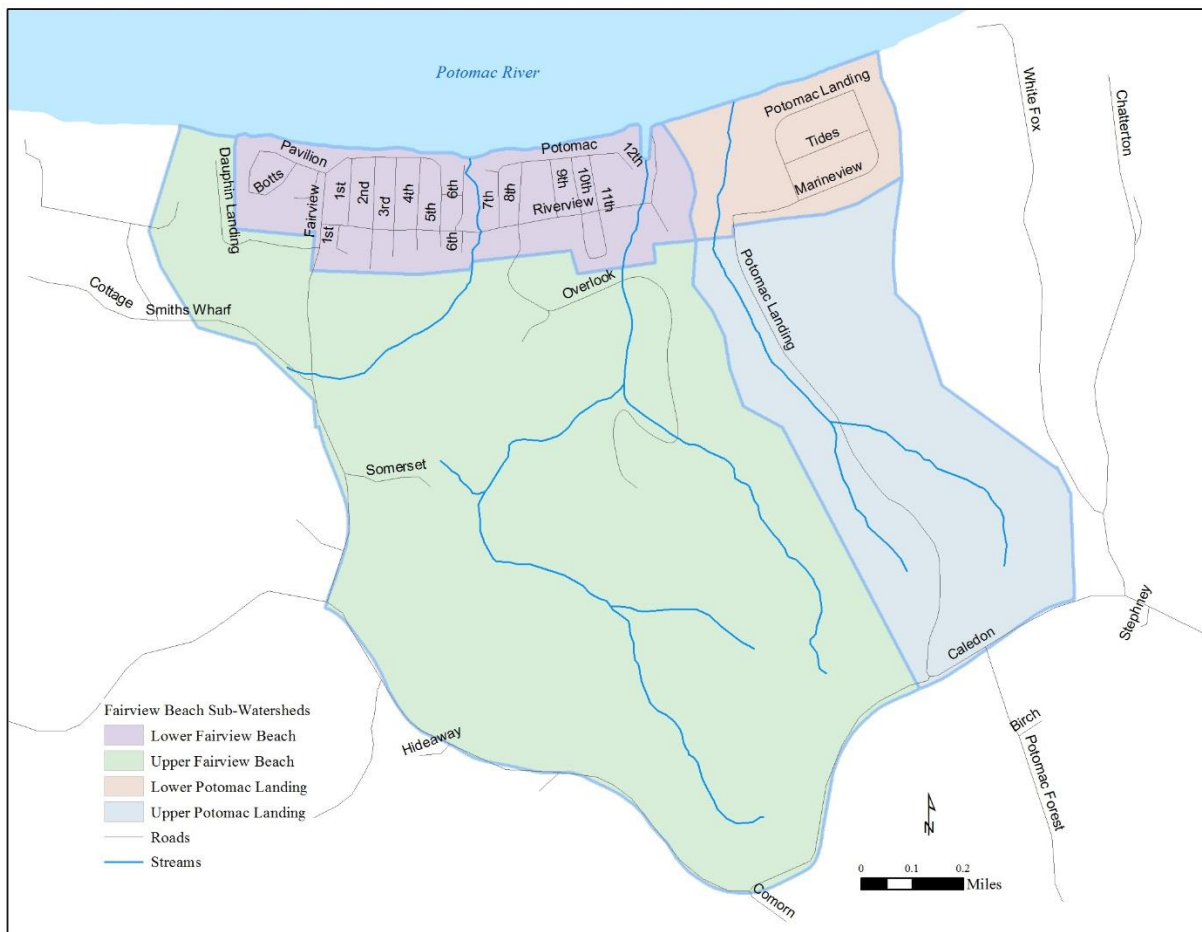 Potomac River
White Fox
Chatterton
Potomac Landing
Tides
Marineview
Pavilion
Botts
Dauphin Landing
Fairview
1st
2nd
3rd
4th
5th
6th
7th
8th
Potomac
12th
9th
10th
11th
Riverview
1st
6th
Overlook
Potomac Landing
Cottage
Smiths Wharf
Somerset
Stephney
Caledon
Birch
Potomac Forest
Hideaway
Comorn
Fairview Beach Sub-Watersheds
Lower Fairview Beach
Upper Fairview Beach
Lower Potomac Landing
Upper Potomac Landing
Roads
Streams
N
0 0.1 0.2
Miles